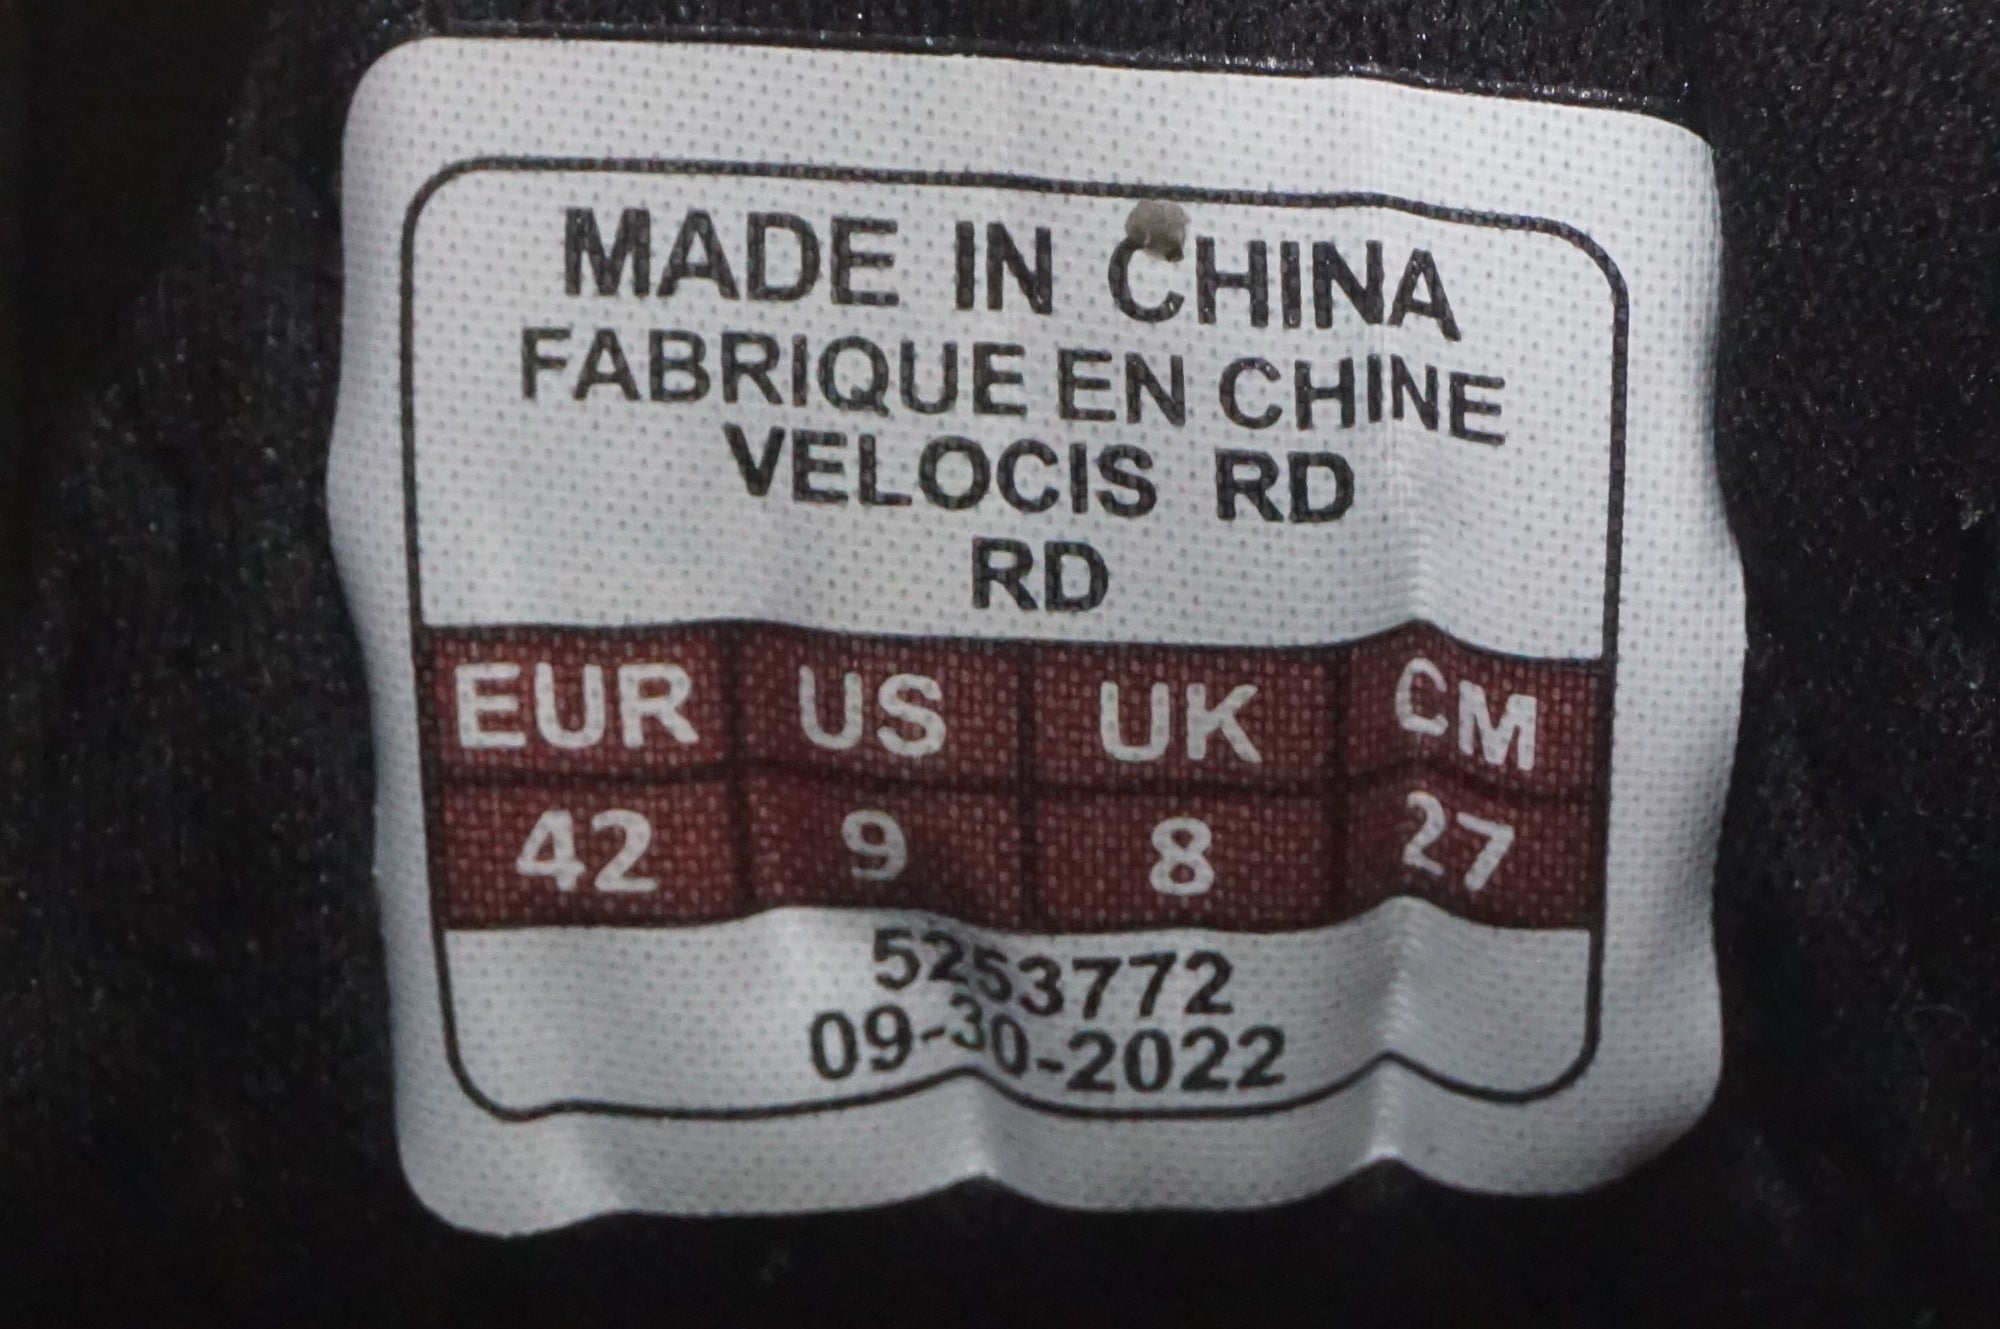 MADE IN CHINA
FABRIQUE EN CHINE
VELOCIS RD
RD
EUR US UK CM
42 9 8 27
5253772
09-30-2022